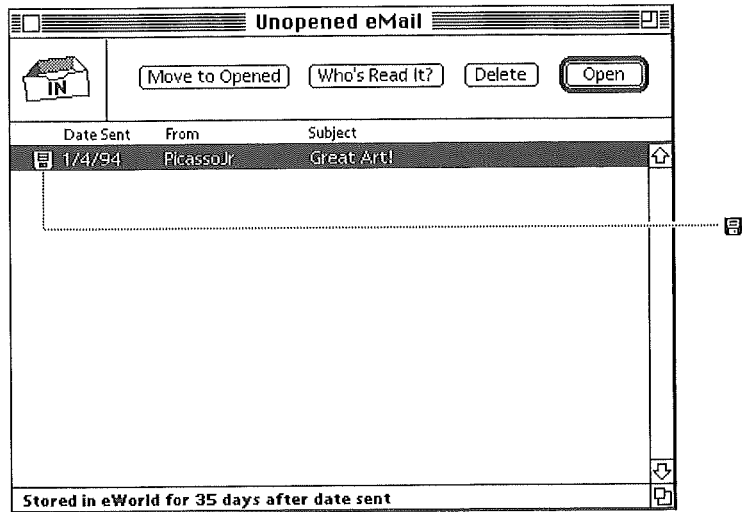 Unopened eMail
IN
Move to Opened Who's Read It? Delete Open
Date Sent From Subject
1/4/94 PicassoJr Great Art!
Stored in eWorld for 35 days after date sent